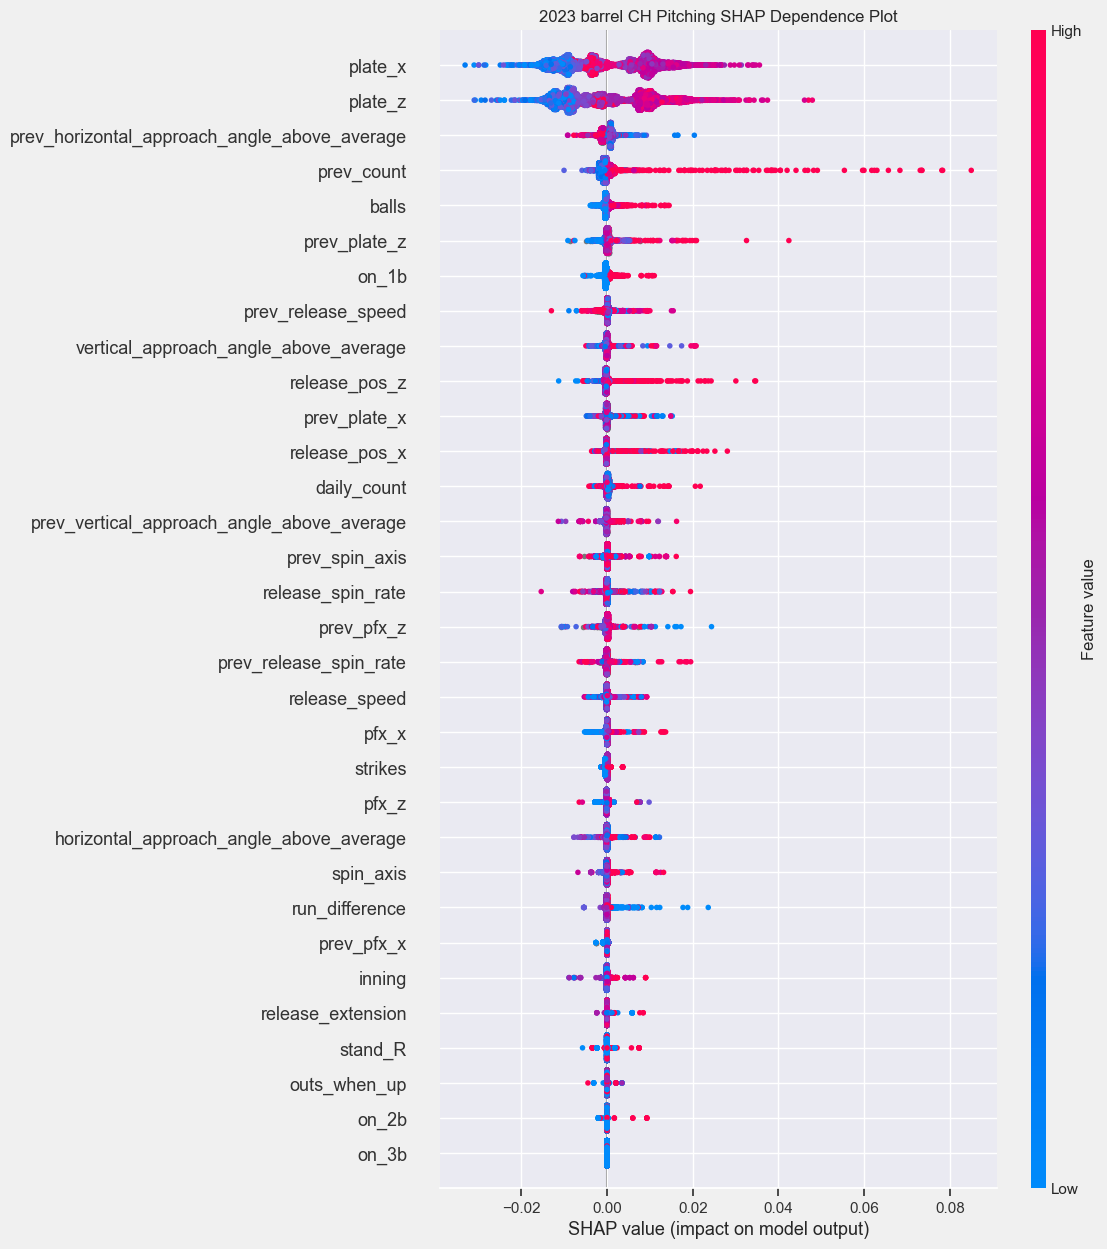 2023 barrel CH Pitching SHAP Dependence Plot
High
plate_x
plate_z
prev_horizontal_approach_angle_above_average
prev_count
balls
prev_plate_z
on_1b
prev_release_speed
vertical_approach_angle_above_average
release_pos_z
prev_plate_x
release_pos_x
daily_count
prev_vertical_approach_angle_above_average
prev_spin_axis
release_spin_rate
prev_pfx_z
prev_release_spin_rate
release_speed
pfx_x
strikes
pfx_z
horizontal_approach_angle_above_average
spin_axis
run_difference
prev_pfx_x
inning
release_extension
stand_R
outs_when_up
on_2b
on_3b
Feature value
Low
−0.02 0.00 0.02 0.04 0.06 0.08
SHAP value (impact on model output)